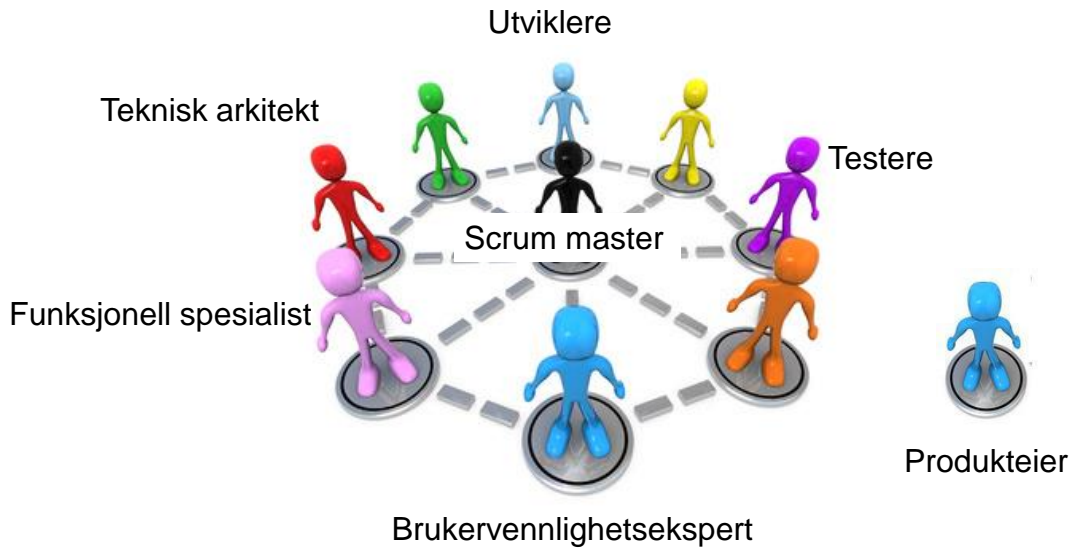 Utviklere
Teknisk arkitekt
Testere
Scrum master
Funksjonell spesialist
Produkteier
Brukervennlighetsekspert